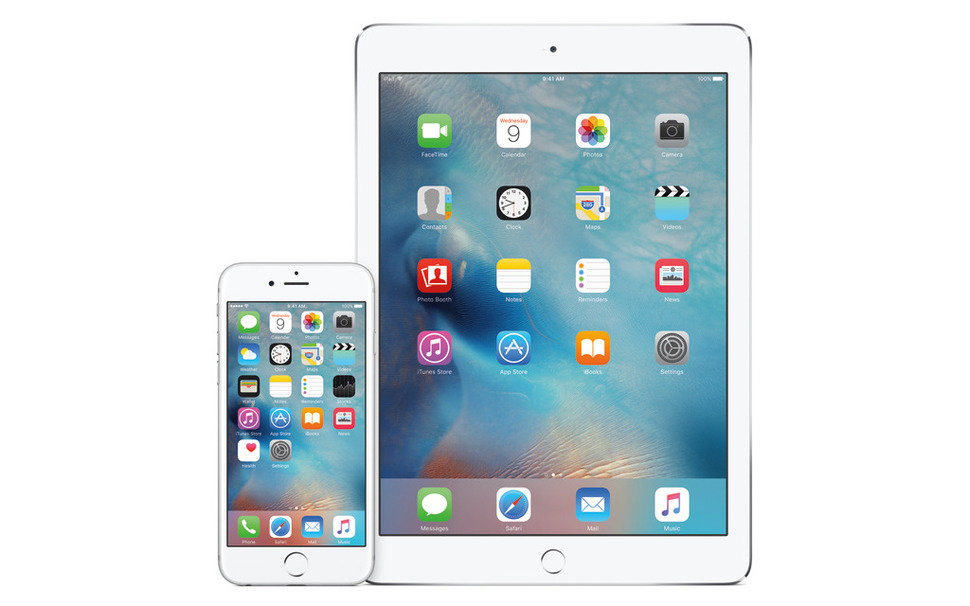 9:41 AM
100%
Wednesday
9
FaceTime
Calendar
Photos
Camera
280
Contacts
Clock
Maps
Videos
Photo Booth
Notes
Reminders
News
iTunes Store
App Store
iBooks
Settings
Messages
Safari
Mail
Music
9:41 AM
100%
Wednesday
9
Messages
Calendar
Photos
Camera
Weather
Clock
Maps
Videos
Wallet
Notes
Reminders
Stocks
iTunes Store
App Store
iBooks
News
Health
Settings
Phone
Safari
Mail
Music